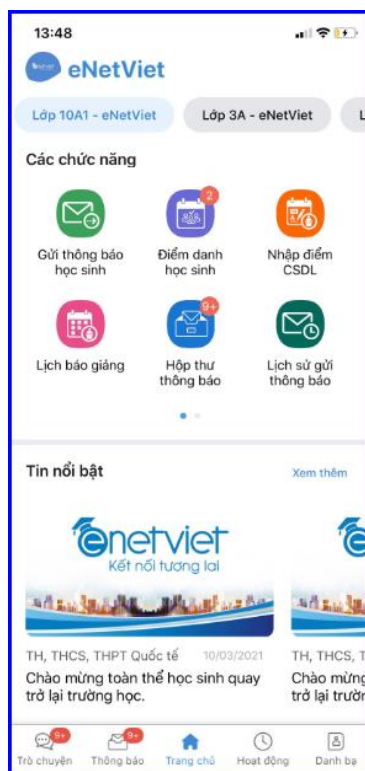 13:48
eNetViet
Lớp 10A1 - eNetViet
Lớp 3A - eNetViet
L
Các chức năng
2
Gửi thông báo
học sinh
Điểm danh
học sinh
Nhập điểm
CSDL
9+
Lịch báo giảng
Hộp thư
thông báo
Lịch sử gửi
thông báo
Tin nổi bật
Xem thêm
enetviet
Kết nối tương lai
TH, THCS, THPT Quốc tế
10/03/2021
Chào mừng toàn thể học sinh quay
trở lại trường học.
TH, THCS, T
Chào mừng
trở lại trườn
9+
9+
Trò chuyện
Thông báo
Trang chủ
Hoạt động
Danh bạ